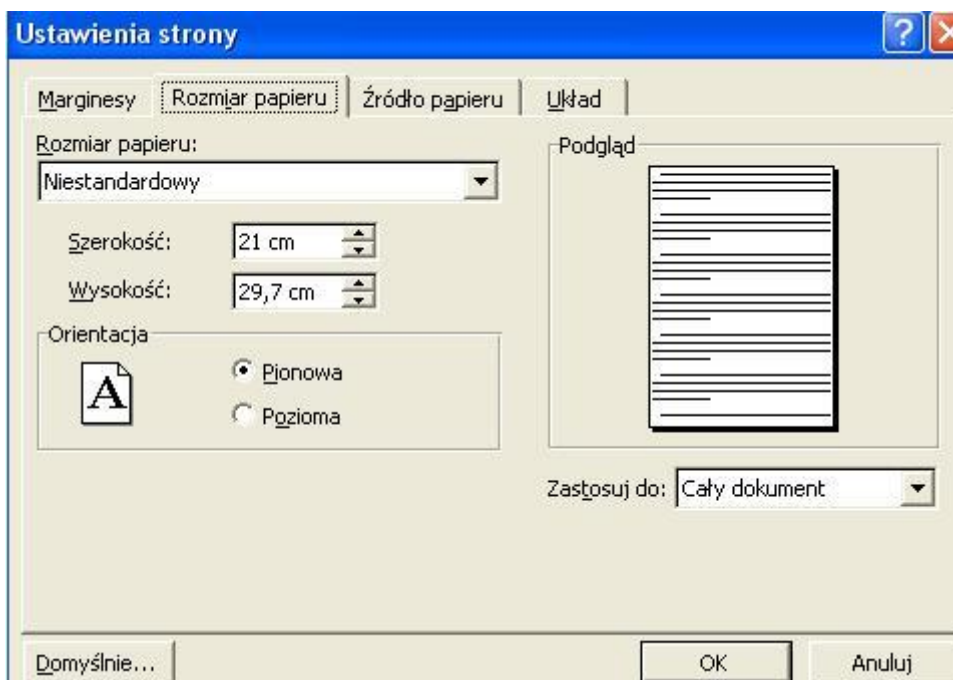 Ustawienia strony
Marginesy Rozmiar papieru Źródło papieru Układ
Rozmiar papieru:
Niestandardowy
Szerokość: 21 cm
Wysokość: 29,7 cm
Orientacja
A
Pionowa
Pozioma
Podgląd
Zastosuj do: Cały dokument
Domyślnie... OK Anuluj